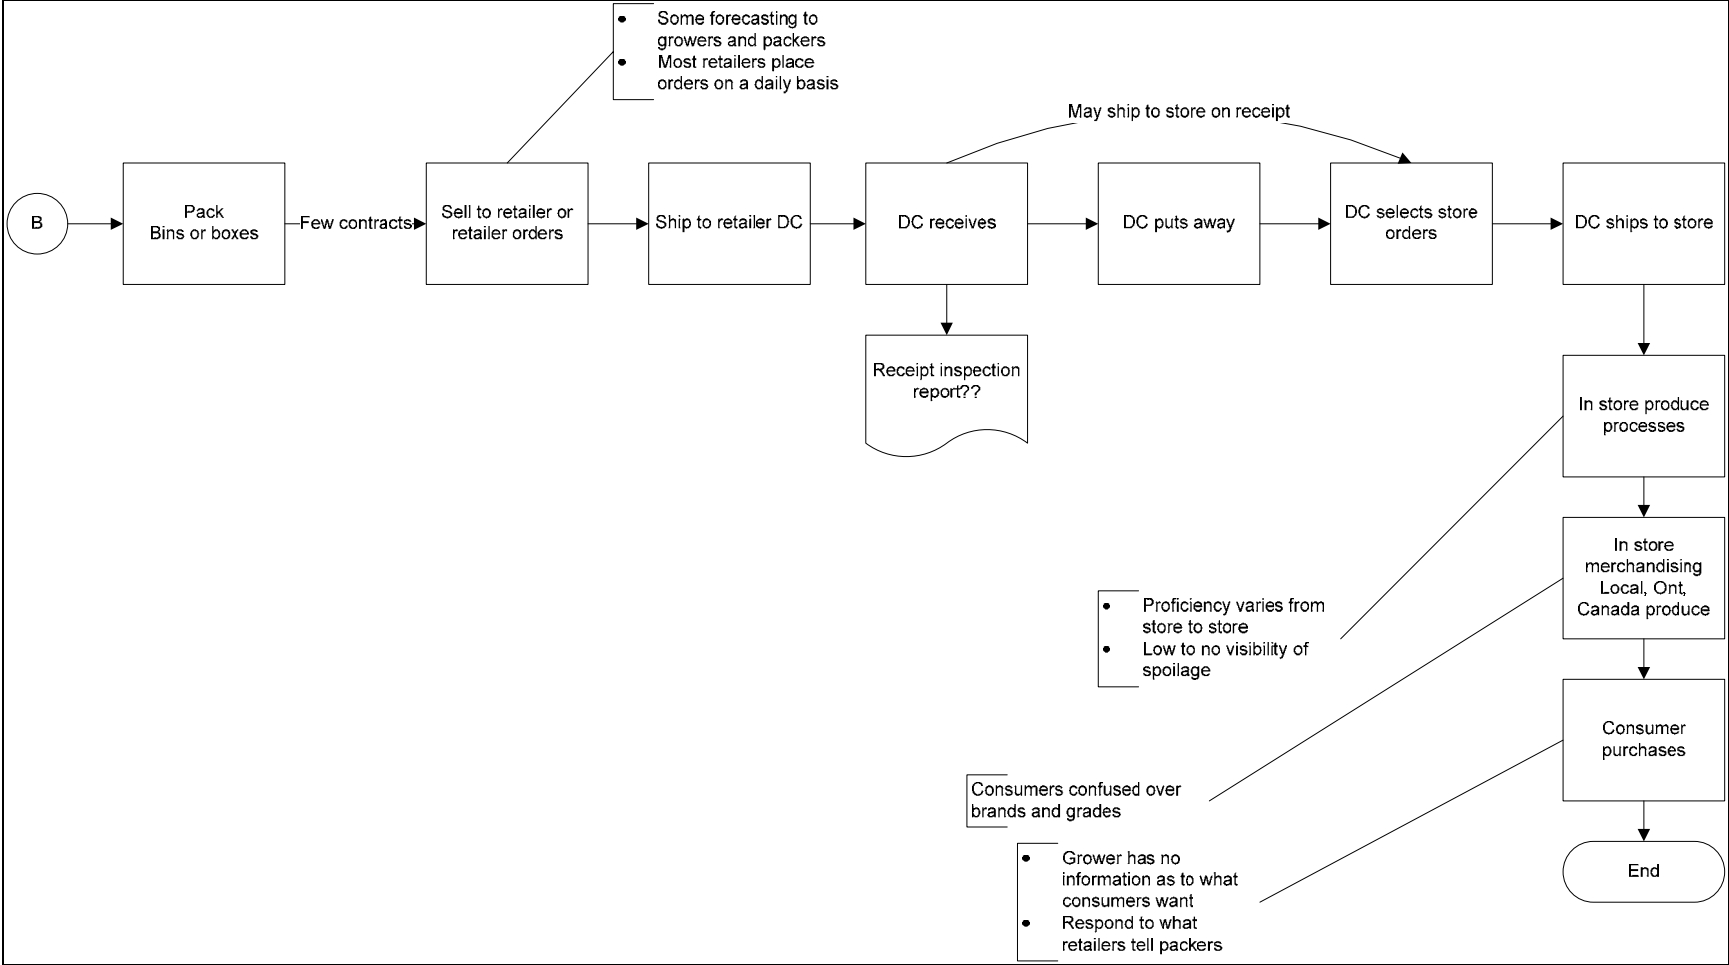 • Some forecasting to
growers and packers
• Most retailers place
orders on a daily basis
May ship to store on receipt
B
Pack
Bins or boxes
Few contracts
Sell to retailer or
retailer orders
Ship to retailer DC
DC receives
DC puts away
DC selects store
orders
DC ships to store
Receipt inspection
report??
In store produce
processes
In store
merchandising
Local, Ont,
Canada produce
• Proficiency varies from
store to store
• Low to no visibility of
spoilage
Consumer
purchases
Consumers confused over
brands and grades
• Grower has no
information as to what
consumers want
• Respond to what
retailers tell packers
End